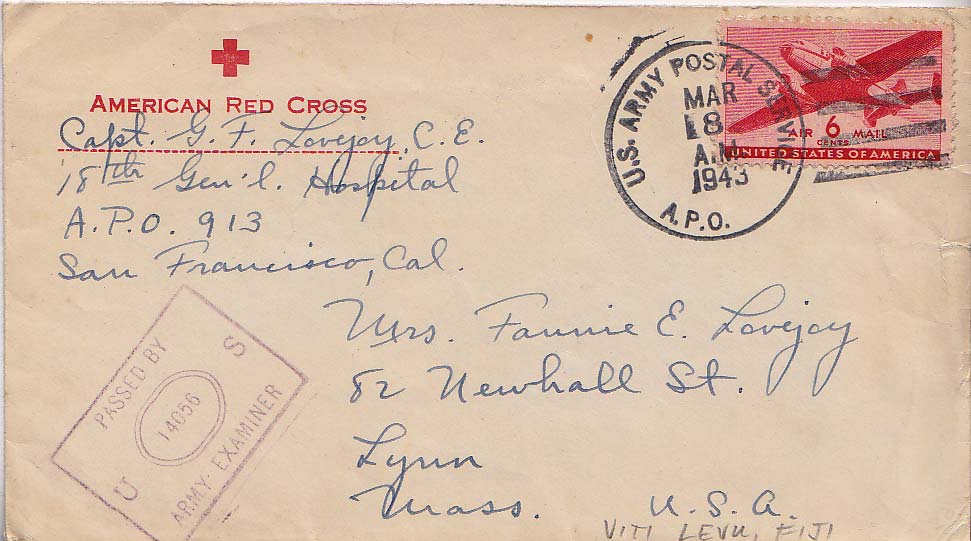 AMERICAN RED CROSS
Capt. G. F. Lovejoy, C. E.
18th Gen'l. Hospital
A.P.O. 913
San Francisco, Cal.
U.S. ARMY POSTAL SERVICE
MAR
8
A.M
1943
A.P.O.
AIR 6 MAIL
CENTS
UNITED STATES OF AMERICA
Mrs. Fannie E. Lovejoy
82 Newhall St.
Lynn
Mass. U.S.A.
VITI LEVU, FIJI
PASSED BY
U 14056 S
ARMY EXAMINER